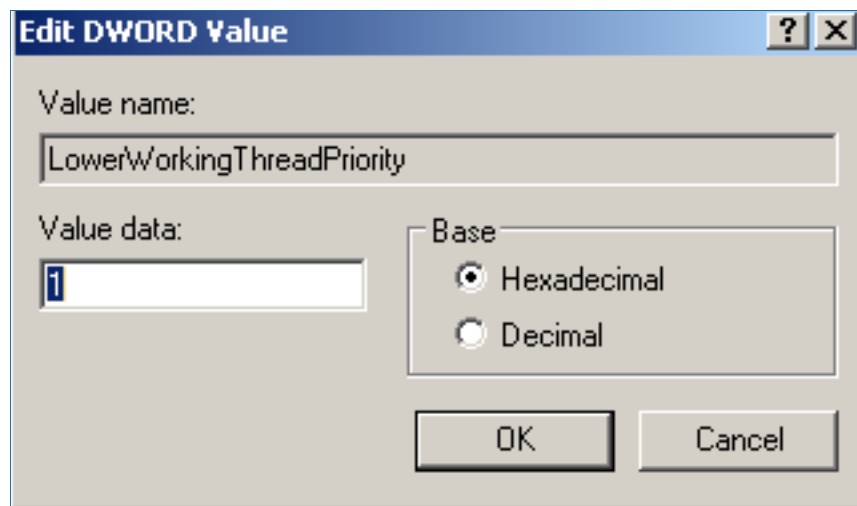 Edit DWORD Value
Value name:
LowerWorkingThreadPriority
Value data:
1
Base
Hexadecimal
Decimal
OK
Cancel